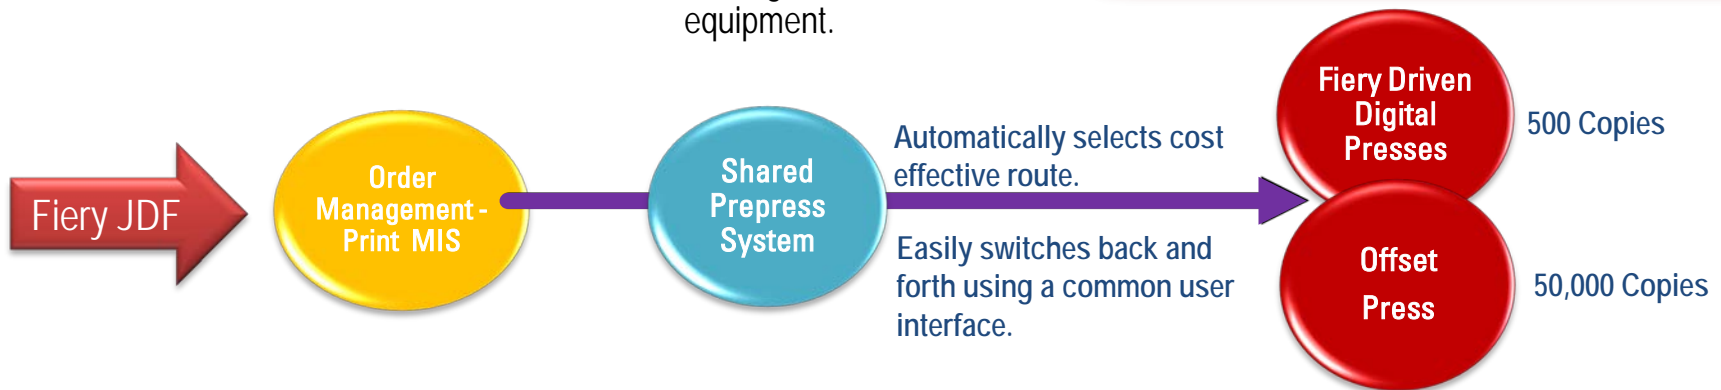 equipment.
Fiery JDF
Order
Management -
Print MIS
Shared
Prepress
System
Automatically selects cost
effective route.
Easily switches back and
forth using a common user
interface.
Fiery Driven
Digital
Presses
500 Copies
Offset
Press
50,000 Copies